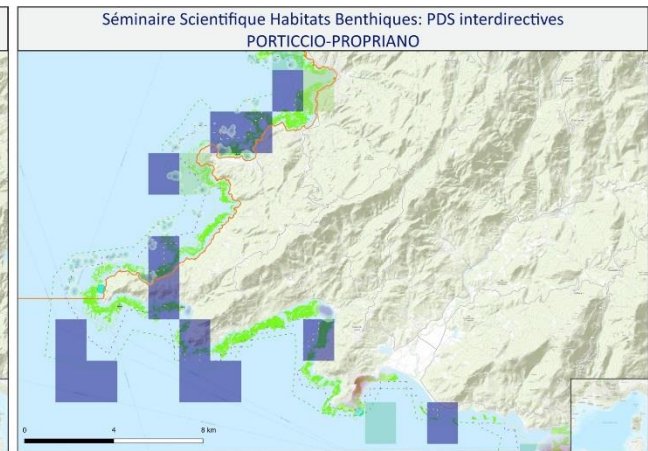 Séminaire Scientifique Habitats Benthiques: PDS interdirectives
PORTICCIO-PROPRIANO
0 4 8 km